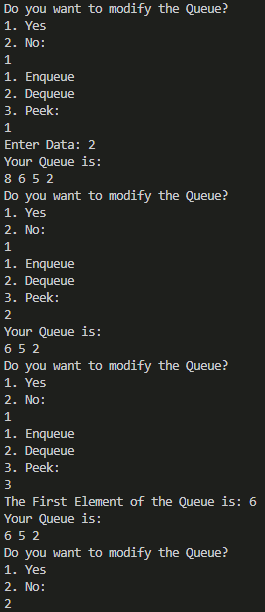 Do you want to modify the Queue?
1. Yes
2. No:
1
1. Enqueue
2. Dequeue
3. Peek:
1
Enter Data: 2
Your Queue is:
8 6 5 2
Do you want to modify the Queue?
1. Yes
2. No:
1
1. Enqueue
2. Dequeue
3. Peek:
2
Your Queue is:
6 5 2
Do you want to modify the Queue?
1. Yes
2. No:
1
1. Enqueue
2. Dequeue
3. Peek:
3
The First Element of the Queue is: 6
Your Queue is:
6 5 2
Do you want to modify the Queue?
1. Yes
2. No:
2